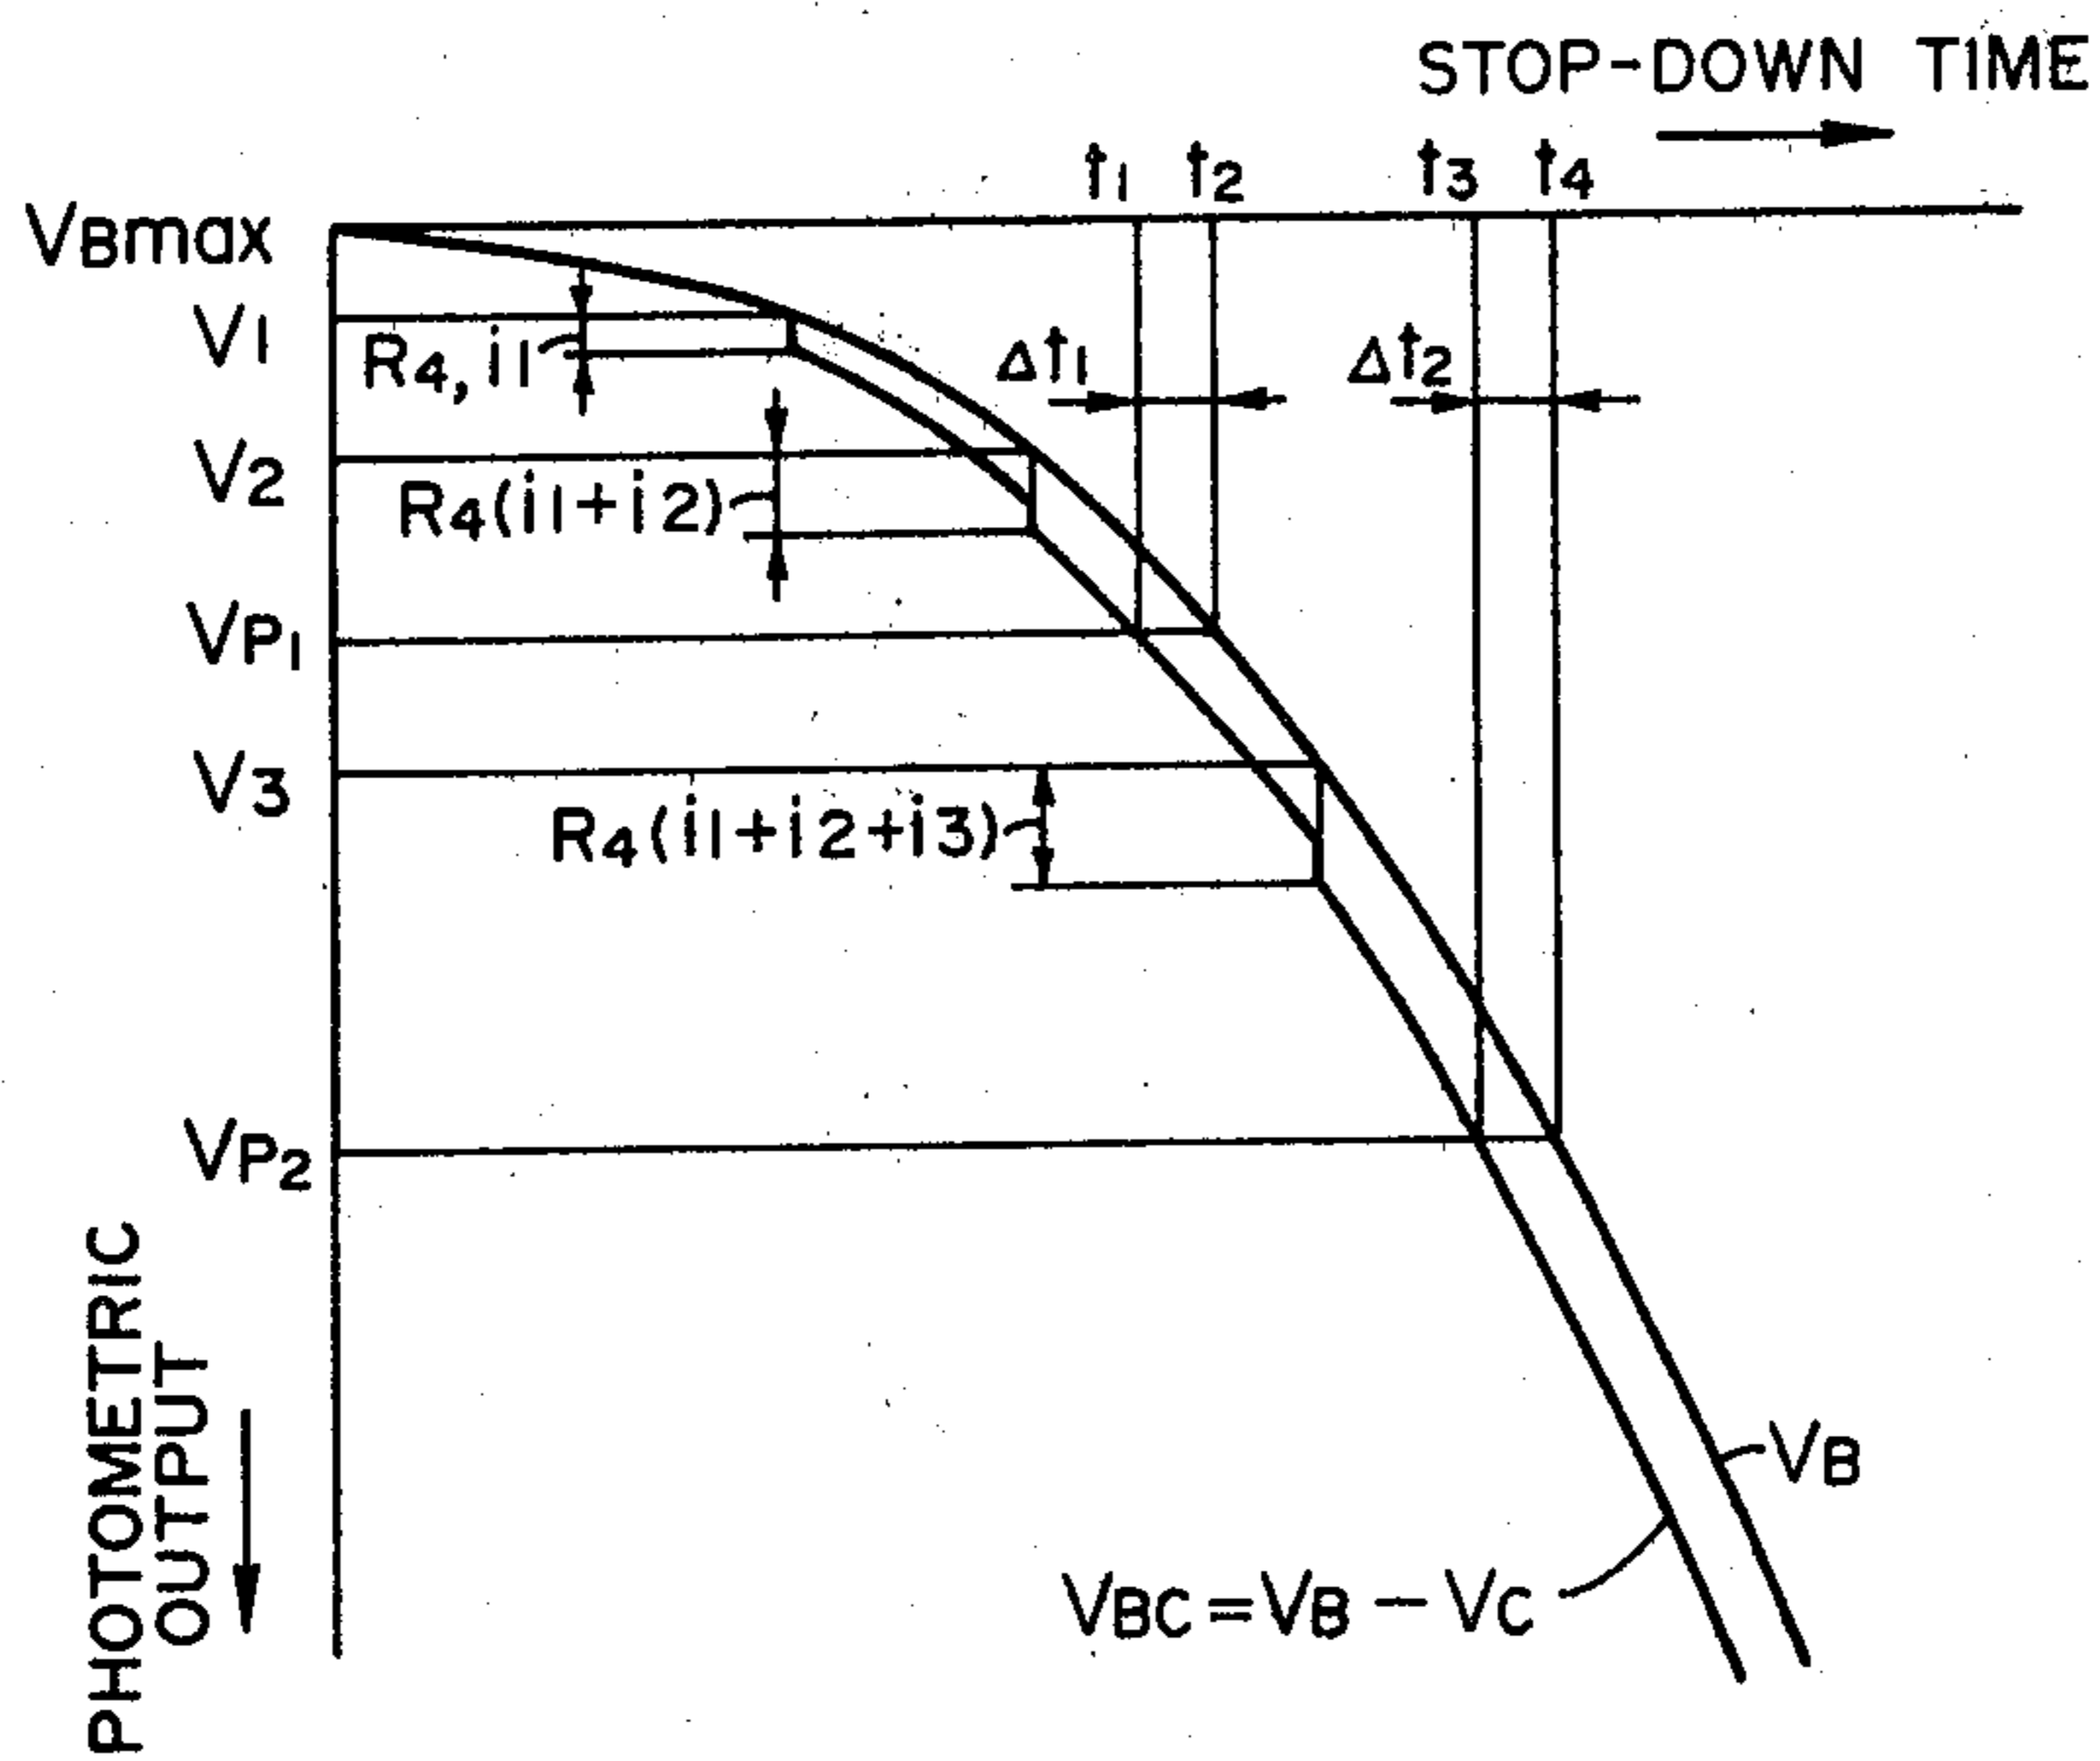 STOP-DOWN TIME
t1 t2 t3 t4
VBmax
V1
R4, i1
Δt1 Δt2
V2
R4(i1+i2)
VP1
V3
R4(i1+i2+i3)
VP2
PHOTOMETRIC
OUTPUT
VB
VBC=VB-VC